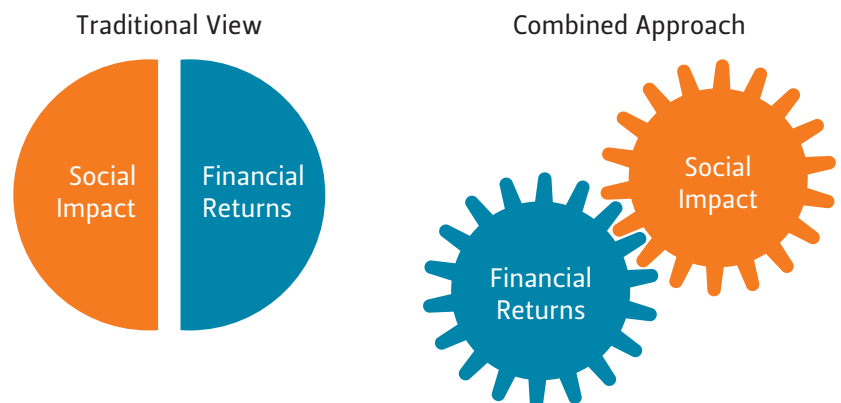 Traditional View
Social
Impact
Financial
Returns
Combined Approach
Social
Impact
Financial
Returns